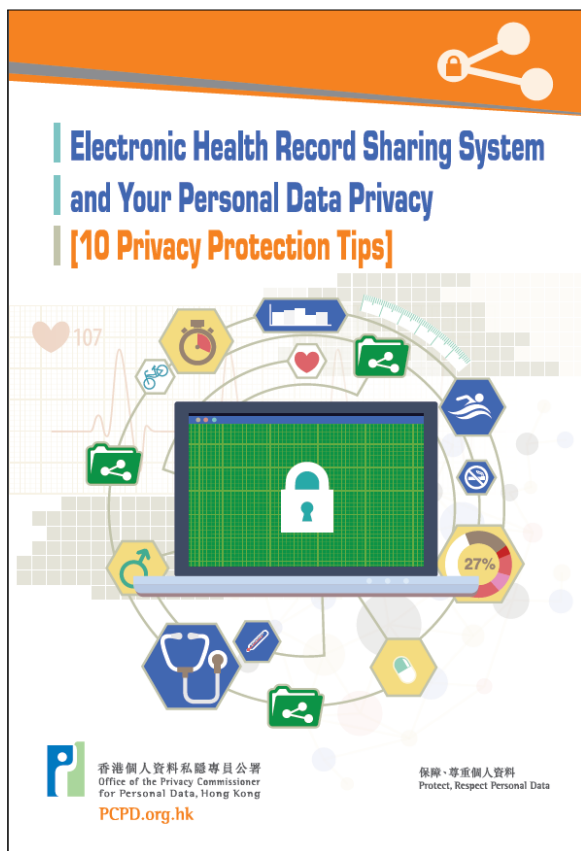 Electronic Health Record Sharing System
and Your Personal Data Privacy
[10 Privacy Protection Tips]
107
27%
香港個人資料私隱專員公署
Office of the Privacy Commissioner
for Personal Data, Hong Kong
PCPD.org.hk
保障、尊重個人資料
Protect, Respect Personal Data